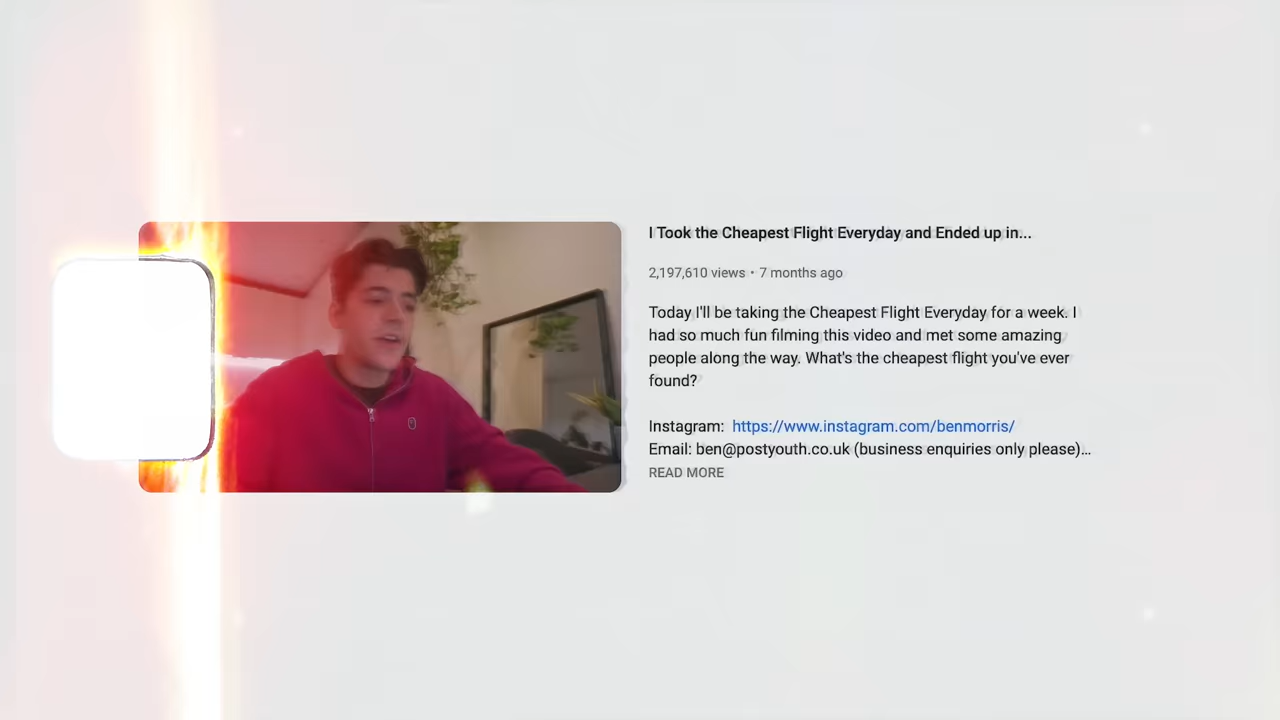 I Took the Cheapest Flight Everyday and Ended up in...
2,197,610 views • 7 months ago
Today I'll be taking the Cheapest Flight Everyday for a week. I
had so much fun filming this video and met some amazing
people along the way. What's the cheapest flight you've ever
found?
Instagram: https://www.instagram.com/benmorris/
Email: ben@postyouth.co.uk (business enquiries only please)...
READ MORE